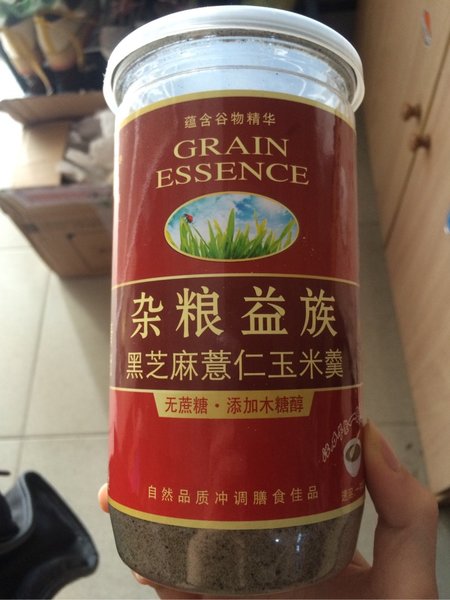 蕴含谷物精华
GRAIN
ESSENCE
杂粮益族
黑芝麻薏仁玉米羹
无蔗糖·添加木糖醇
自然品质冲调膳食佳品